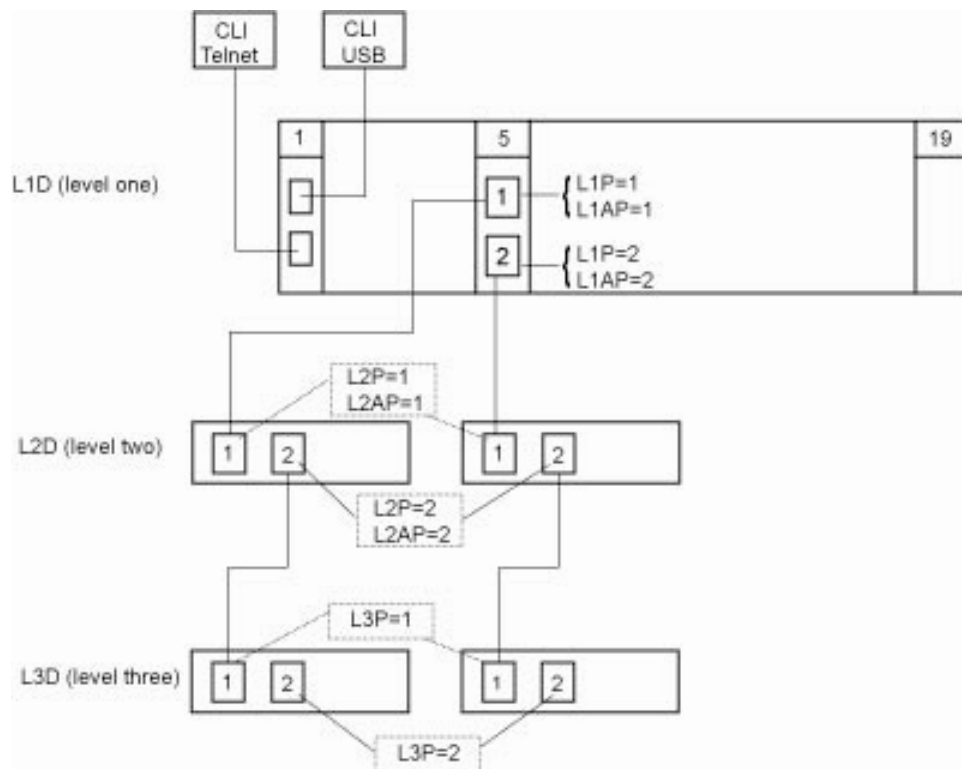 CLI
Telnet
CLI
USB
1
5
19
L1D (level one)
1
L1P=1
L1AP=1
2
L1P=2
L1AP=2
L2P=1
L2AP=1
L2D (level two)
1
2
1
2
L2P=2
L2AP=2
L3P=1
L3D (level three)
1
2
1
2
L3P=2